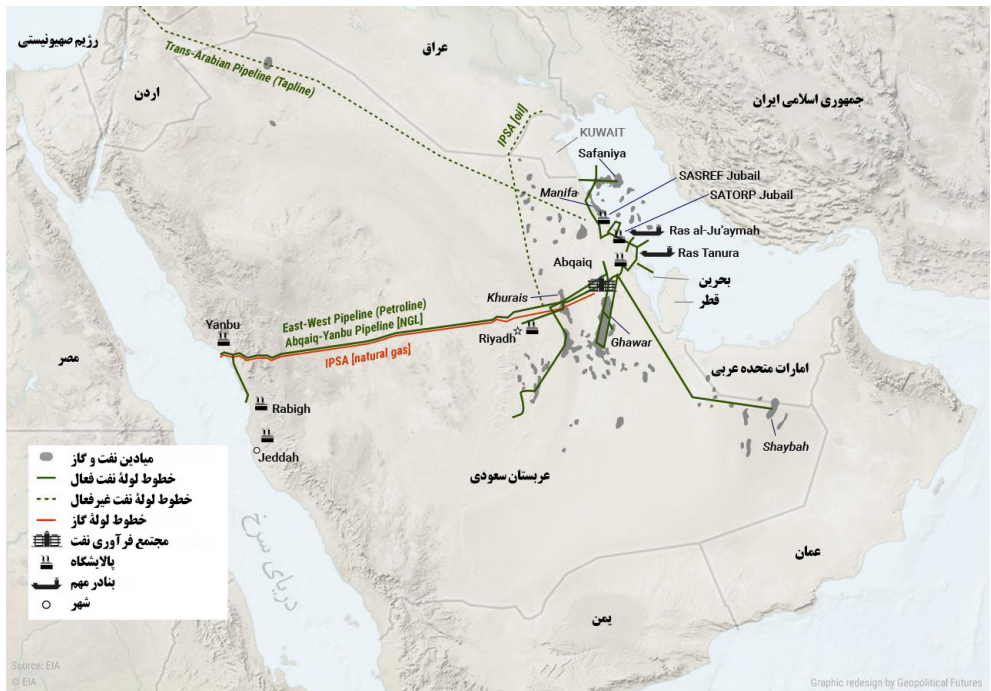 رژیم صهیونیستی
عراق
Trans-Arabian Pipeline (Tapline)
اردن
جمهوری اسلامی ایران
IPSA [oil]
KUWAIT
Safaniya
SASREF Jubail
Manifa
SATORP Jubail
Ras al-Ju'aymah
Ras Tanura
Abqaiq
بحرین
قطر
Khurais
East-West Pipeline (Petroline)
Abqaiq-Yanbu Pipeline [NGL]
Yanbu
Riyadh
Ghawar
IPSA [natural gas]
مصر
امارات متحده عربی
Rabigh
Shaybah
Jeddah
عربستان سعودی
میادین نفت و گاز
خطوط لولهٔ نفت فعال
خطوط لولهٔ نفت غیرفعال
خطوط لولهٔ گاز
مجتمع فرآوری نفت
پالایشگاه
بنادر مهم
شهر
دریای سرخ
عمان
یمن
Source: EIA
© EIA
Graphic redesign by Geopolitical Futures